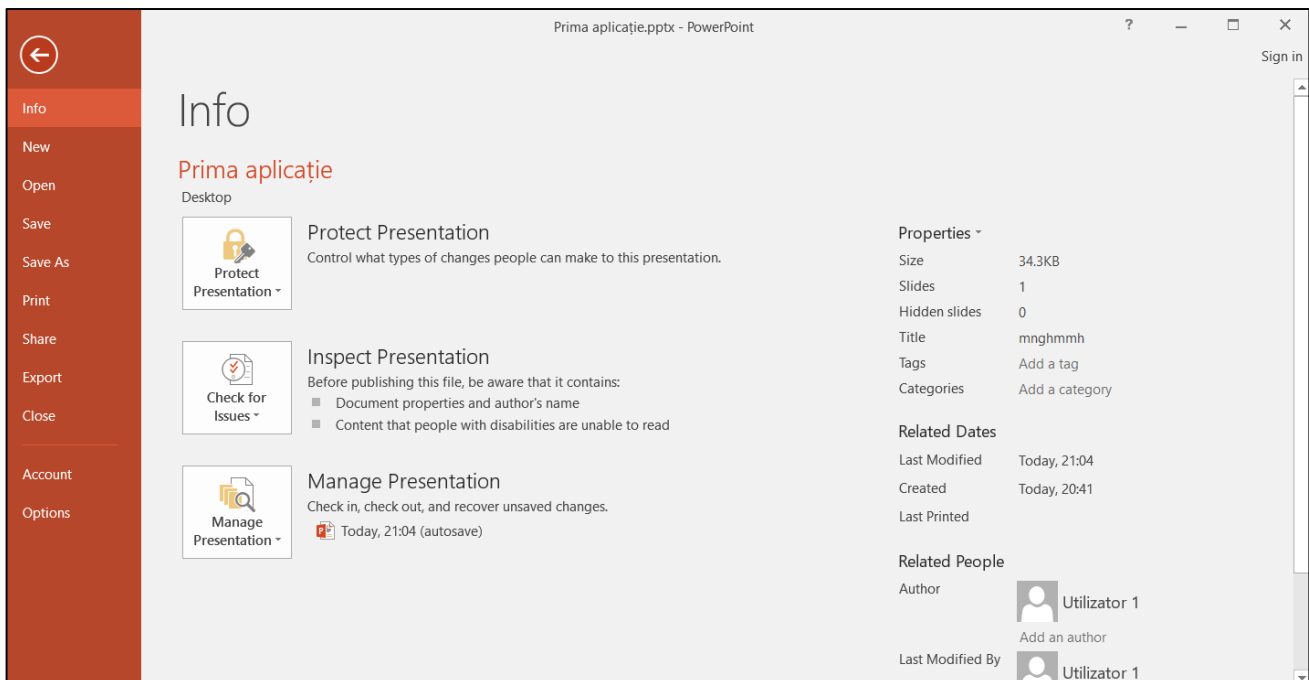 Prima aplicație.pptx - PowerPoint
?
Sign in
Info
New
Open
Save
Save As
Print
Share
Export
Close
Account
Options
Info
Prima aplicație
Desktop
Protect
Presentation
Protect Presentation
Control what types of changes people can make to this presentation.
Check for
Issues
Inspect Presentation
Before publishing this file, be aware that it contains:
Document properties and author's name
Content that people with disabilities are unable to read
Manage
Presentation
Manage Presentation
Check in, check out, and recover unsaved changes.
Today, 21:04 (autosave)
Properties
Size 34.3KB
Slides 1
Hidden slides 0
Title mnghmmh
Tags Add a tag
Categories Add a category
Related Dates
Last Modified Today, 21:04
Created Today, 20:41
Last Printed
Related People
Author Utilizator 1
Add an author
Last Modified By Utilizator 1